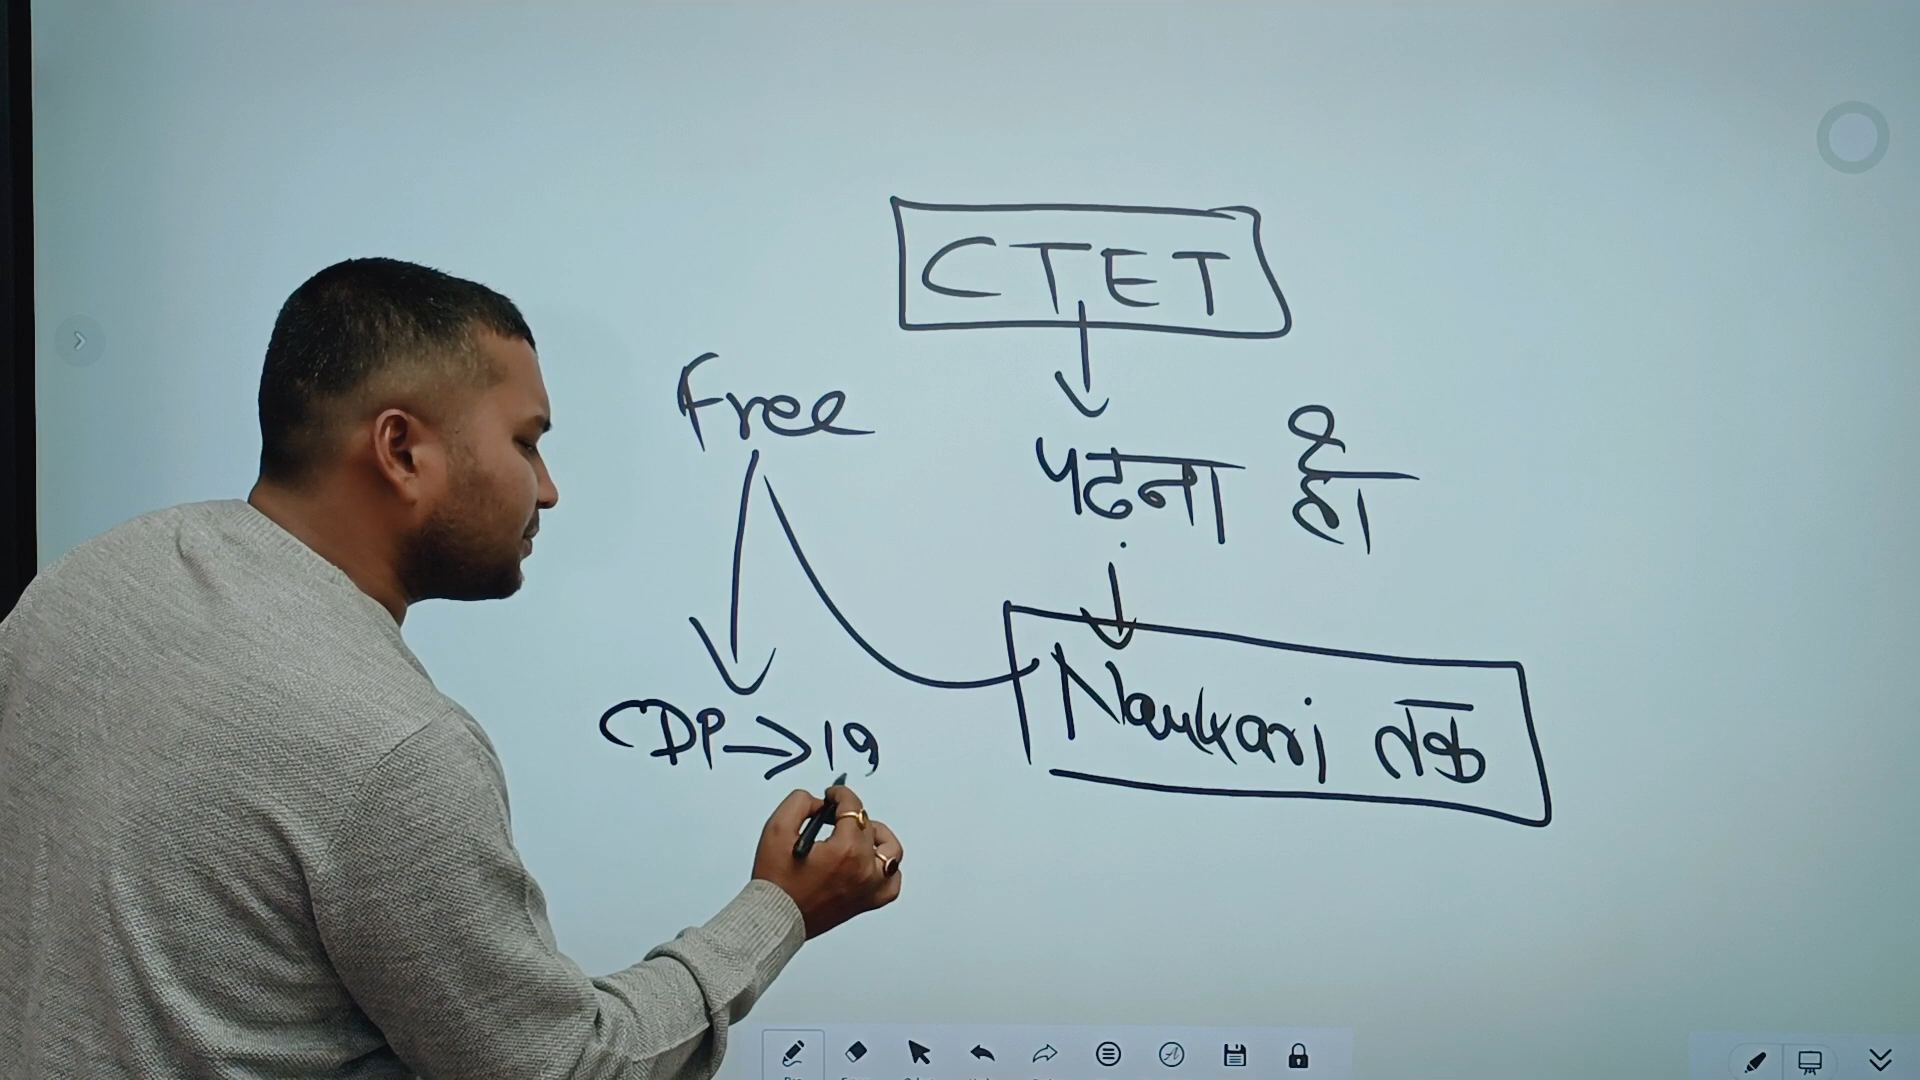 CTET
Free
पढ़ना है
CDP → 19
Naukari तक